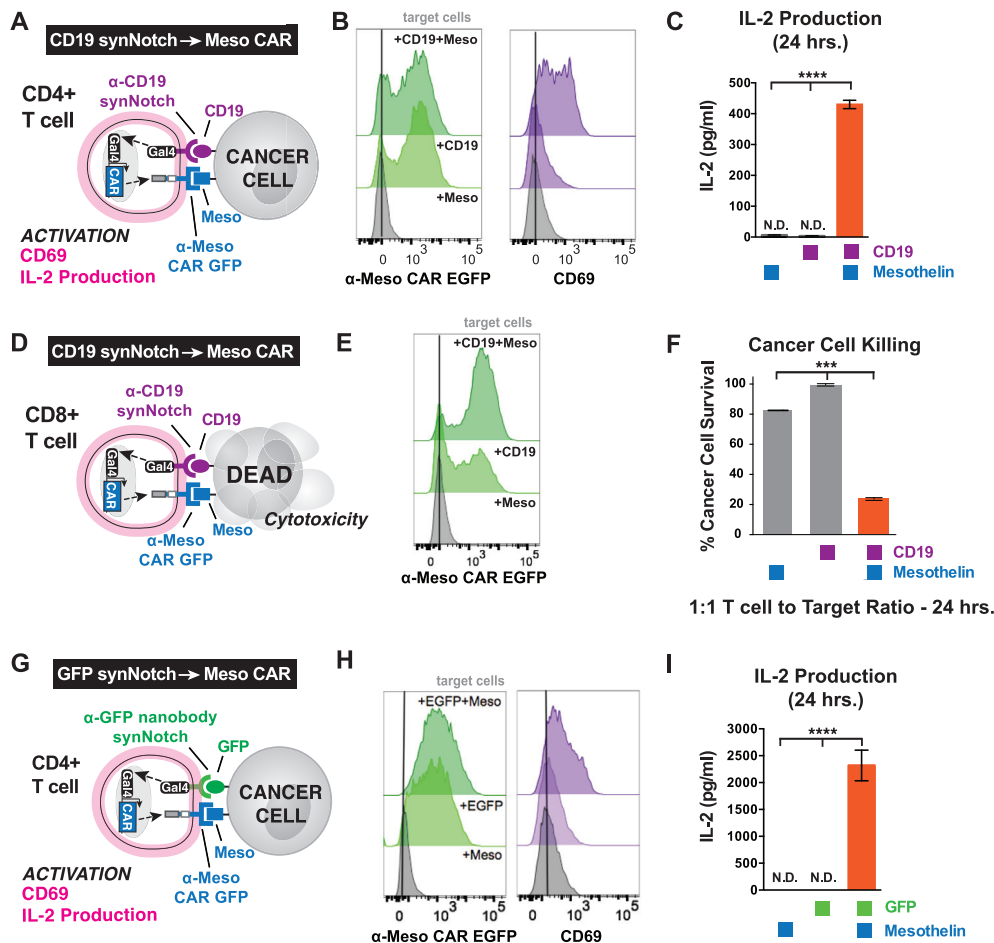 A
CD19 synNotch → Meso CAR
CD4+
T cell
α-CD19
synNotch
CD19
Gal4
Gal4
CAR
CANCER
CELL
Meso
α-Meso
CAR GFP
ACTIVATION
CD69
IL-2 Production
B
target cells
+CD19+Meso
+CD19
+Meso
0 10³ 10⁵
α-Meso CAR EGFP
0 10³ 10⁵
CD69
C
IL-2 Production
(24 hrs.)
****
IL-2 (pg/ml)
500
400
300
200
100
0
N.D. N.D.
CD19
Mesothelin
D
CD19 synNotch → Meso CAR
CD8+
T cell
α-CD19
synNotch
CD19
Gal4
Gal4
CAR
DEAD
Cytotoxicity
Meso
α-Meso
CAR GFP
E
target cells
+CD19+Meso
+CD19
+Meso
0 10³ 10⁵
α-Meso CAR EGFP
F
Cancer Cell Killing
***
% Cancer Cell Survival
100
80
60
40
20
0
CD19
Mesothelin
1:1 T cell to Target Ratio - 24 hrs.
G
GFP synNotch → Meso CAR
α-GFP nanobody
synNotch
GFP
CD4+
T cell
Gal4
Gal4
CAR
CANCER
CELL
Meso
α-Meso
CAR GFP
ACTIVATION
CD69
IL-2 Production
H
target cells
+EGFP+Meso
+EGFP
+Meso
0 10³ 10⁵
α-Meso CAR EGFP
0 10³ 10⁵
CD69
I
IL-2 Production
(24 hrs.)
****
IL-2 (pg/ml)
3000
2500
2000
1500
1000
500
0
N.D. N.D.
GFP
Mesothelin